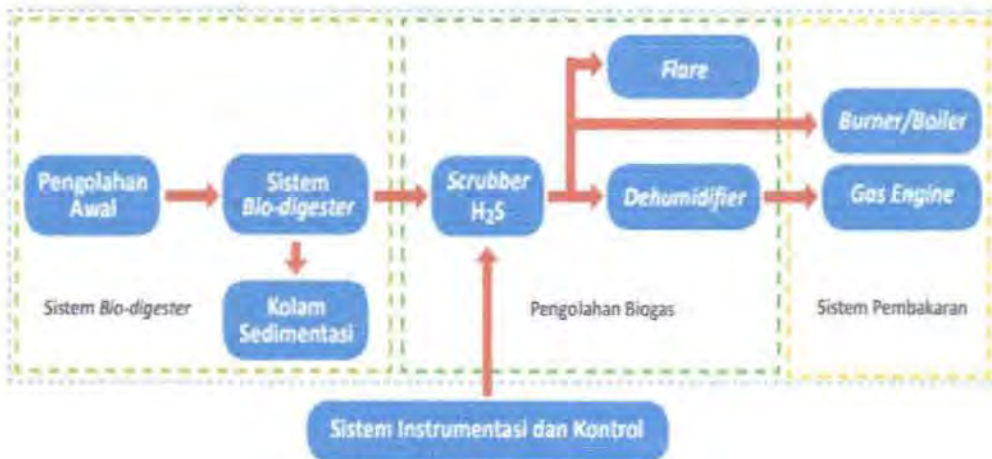 Flare
Burner/Boiler
Pengolahan
Awal
Sistem
Bio-digester
Scrubber
H₂S
Dehumidifier
Gas Engine
Sistem Bio-digester
Kolam
Sedimentasi
Pengolahan Biogas
Sistem Pembakaran
Sistem Instrumentasi dan Kontrol